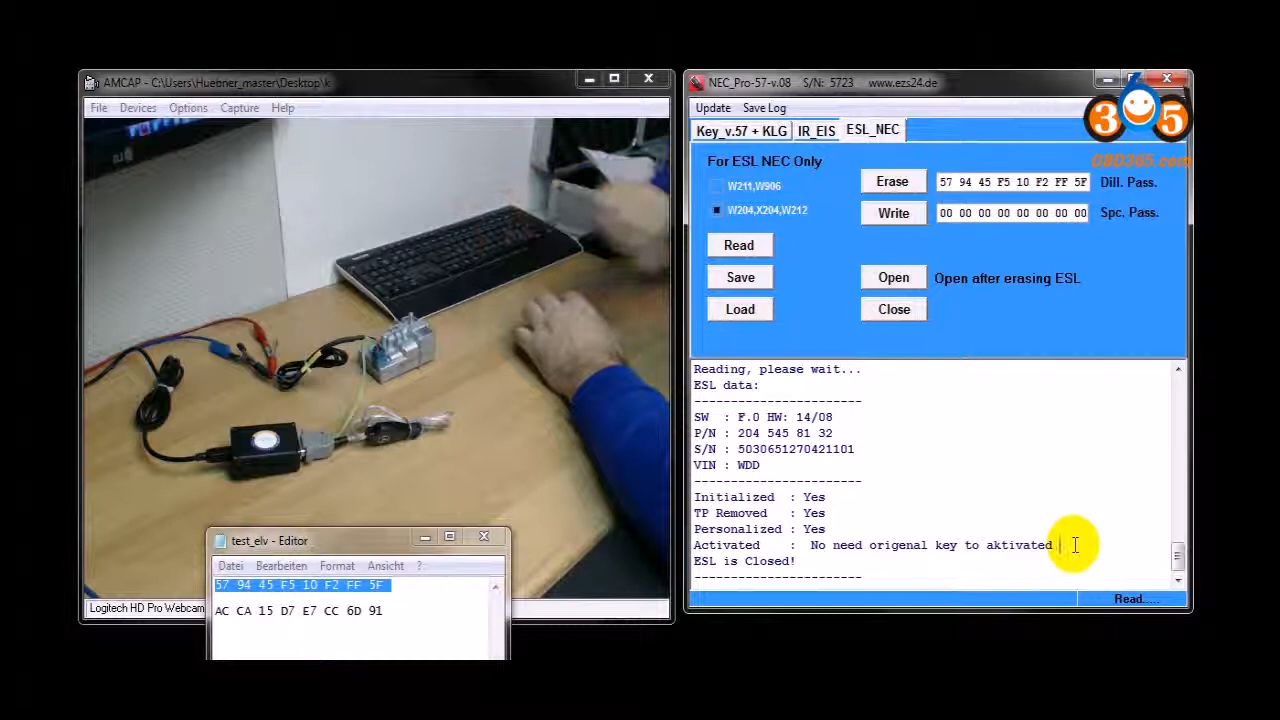 AMCAP - C:\Users\Huebner_master\Desktop\k
File Devices Options Capture Help
LG
Logitech HD Pro Webcam
test_elv - Editor
Datei Bearbeiten Format Ansicht ?
57 94 45 F5 10 F2 FF 5F
AC CA 15 D7 E7 CC 6D 91
NEC_Pro-57-v.08 S/N: 5723 www.ezs24.de
Update Save Log
365
OBD365.com
Key_v.57 + KLG IR_EIS ESL_NEC
For ESL NEC Only
W211,W906
W204,X204,W212
Erase 57 94 45 F5 10 F2 FF 5F Dill. Pass.
Write 00 00 00 00 00 00 00 00 Spc. Pass.
Read
Save Open Open after erasing ESL
Load Close
Reading, please wait...
ESL data:
-----------------------
SW : F.0 HW: 14/08
P/N : 204 545 81 32
S/N : 5030651270421101
VIN : WDD
-----------------------
Initialized : Yes
TP Removed : Yes
Personalized : Yes
Activated : No need origenal key to aktivated
ESL is Closed!
-----------------------
Read.....